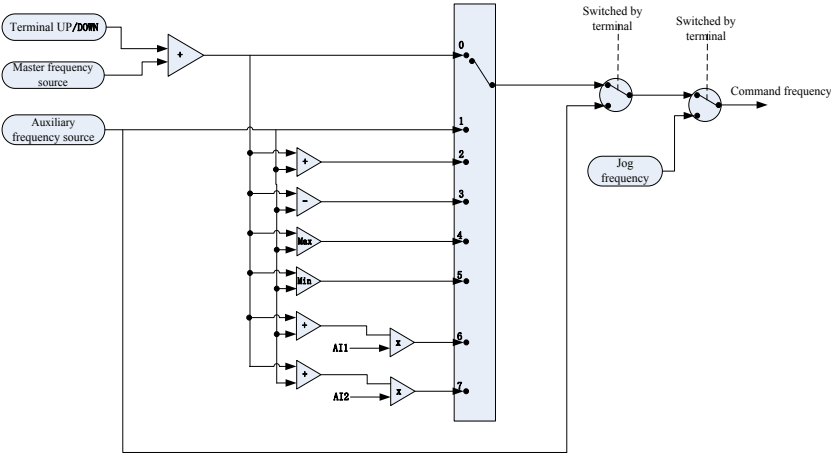 Terminal UP/DOWN
Master frequency
source
Auxiliary
frequency source
+
0
1
+
2
-
3
Max
4
Min
5
+
AI1
x
6
+
AI2
x
7
Switched by
terminal
Switched by
terminal
Command frequency
Jog
frequency